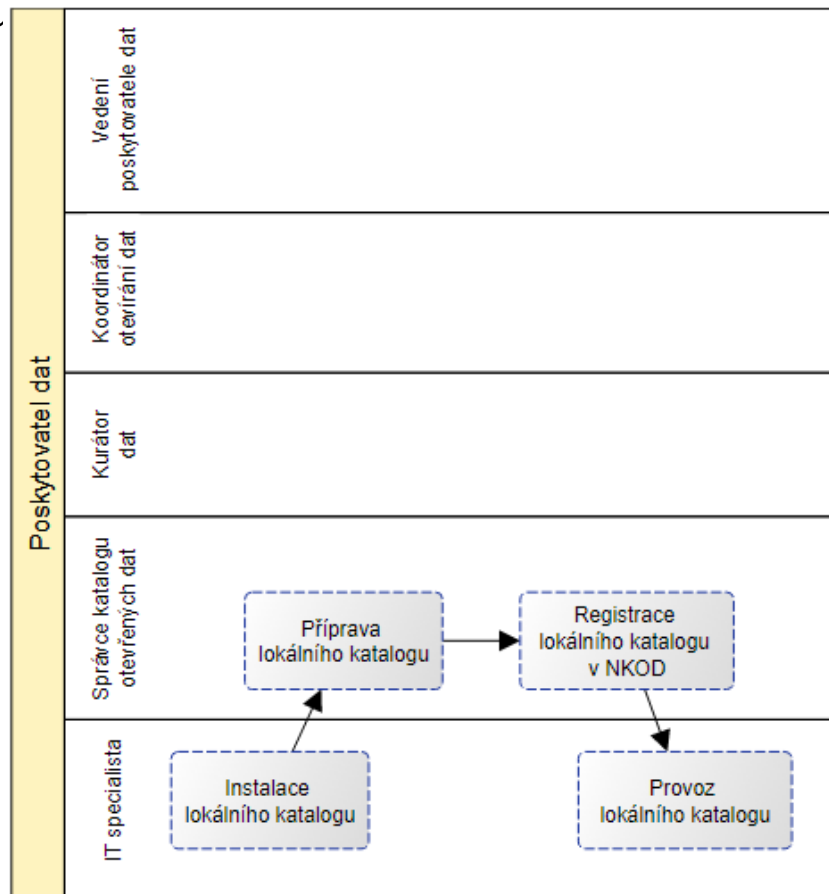 Poskytovatel dat
Vedení
poskytovatele dat
Koordinátor
otevírání dat
Kurátor
dat
Správce katalogu
otevřených dat
Příprava
lokálního katalogu
Registrace
lokálního katalogu
v NKOD
IT specialista
Instalace
lokálního katalogu
Provoz
lokálního katalogu